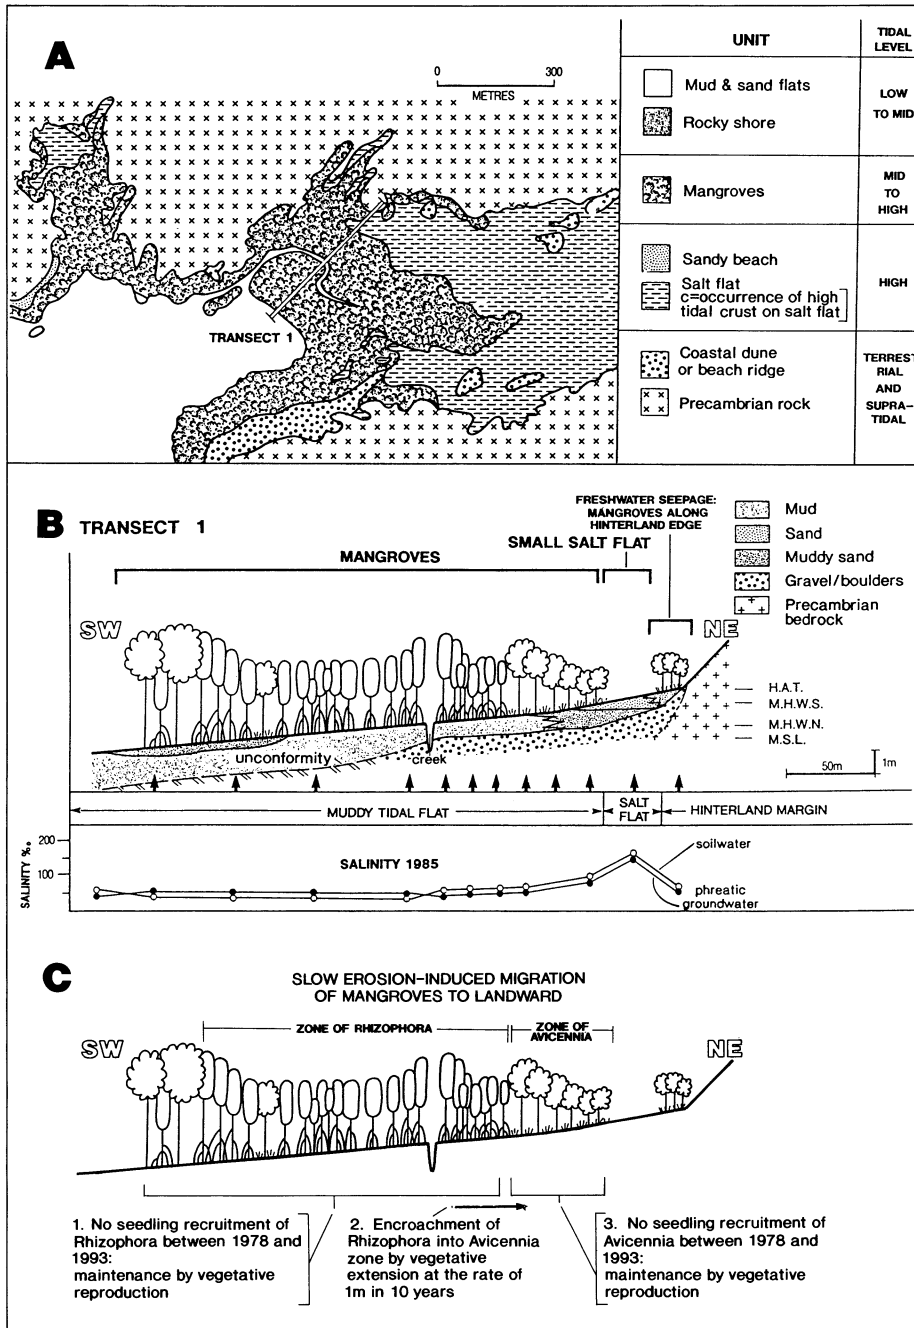 A
0 300
METRES
TRANSECT 1
UNIT
TIDAL
LEVEL
Mud & sand flats
Rocky shore
LOW
TO MID
Mangroves
MID
TO
HIGH
Sandy beach
Salt flat
c=occurrence of high
tidal crust on salt flat
HIGH
Coastal dune
or beach ridge
Precambrian rock
TERREST
RIAL
AND
SUPRA-
TIDAL
B TRANSECT 1
FRESHWATER SEEPAGE:
MANGROVES ALONG
HINTERLAND EDGE
SMALL SALT FLAT
MANGROVES
Mud
Sand
Muddy sand
Gravel/boulders
Precambrian
bedrock
SW
NE
H.A.T.
M.H.W.S.
M.H.W.N.
M.S.L.
unconformity
creek
50m
1m
MUDDY TIDAL FLAT
SALT
FLAT
HINTERLAND MARGIN
SALINITY ‰
200
100
SALINITY 1985
soilwater
phreatic
groundwater
C
SLOW EROSION-INDUCED MIGRATION
OF MANGROVES TO LANDWARD
ZONE OF RHIZOPHORA
ZONE OF
AVICENNIA
SW
NE
1. No seedling recruitment of
Rhizophora between 1978 and
1993:
maintenance by vegetative
reproduction
2. Encroachment of
Rhizophora into Avicennia
zone by vegetative
extension at the rate of
1m in 10 years
3. No seedling recruitment of
Avicennia between 1978 and
1993:
maintenance by vegetative
reproduction